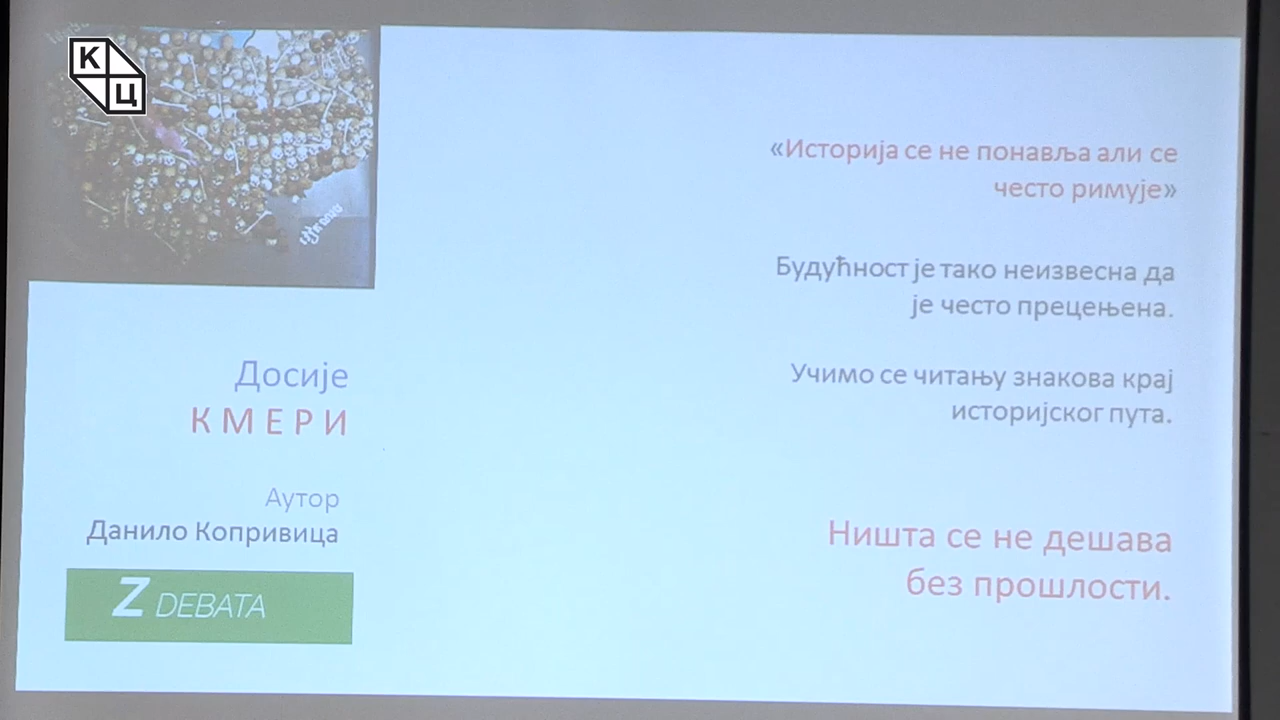 К
Ц
Досије
КМЕРИ
Аутор
Данило Копривица
Z DEBATA
«Историја се не понавља али се
често римује»
Будућност је тако неизвесна да
је често прецењена.
Учимо се читању знакова крај
историјског пута.
Ништа се не дешава
без прошлости.